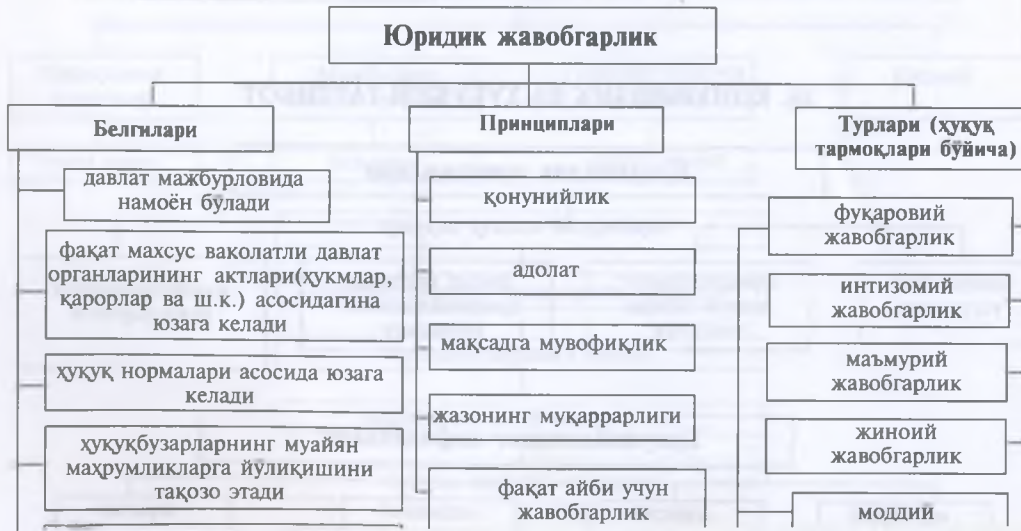 Юридик жавобгарлик
Белгилари
давлат мажбурловида
намоён бўлади
фақат махсус ваколатли давлат
органларининг актлари(ҳукмлар,
қарорлар ва ш.к.) асосидагина
юзага келади
ҳуқуқ нормалари асосида юзага
келади
ҳуқуқбузарларнинг муайян
маҳрумликларга йўлиқишини
тақозо этади
Принциплари
қонунийлик
адолат
мақсадга мувофиқлик
жазонинг муқаррарлиги
фақат айби учун
жавобгарлик
Турлари (ҳуқуқ
тармоқлари бўйича)
фуқаровий
жавобгарлик
интизомий
жавобгарлик
маъмурий
жавобгарлик
жиноий
жавобгарлик
моддий